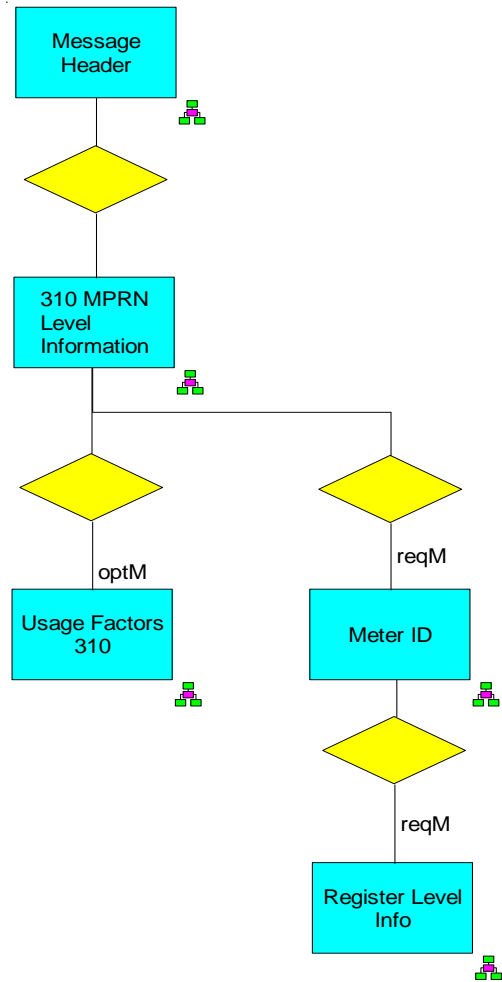 Message
Header
310 MPRN
Level
Information
optM
reqM
Usage Factors
310
Meter ID
reqM
Register Level
Info